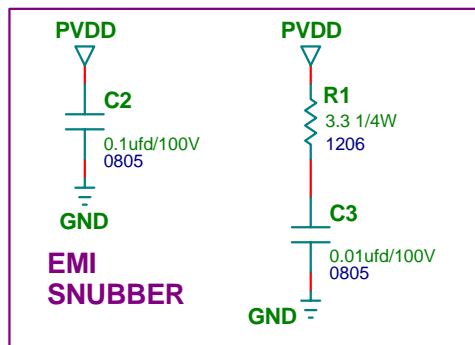 PVDD
C2
0.1ufd/100V
0805
GND
EMI
SNUBBER
PVDD
R1
3.3 1/4W
1206
C3
0.01ufd/100V
0805
GND